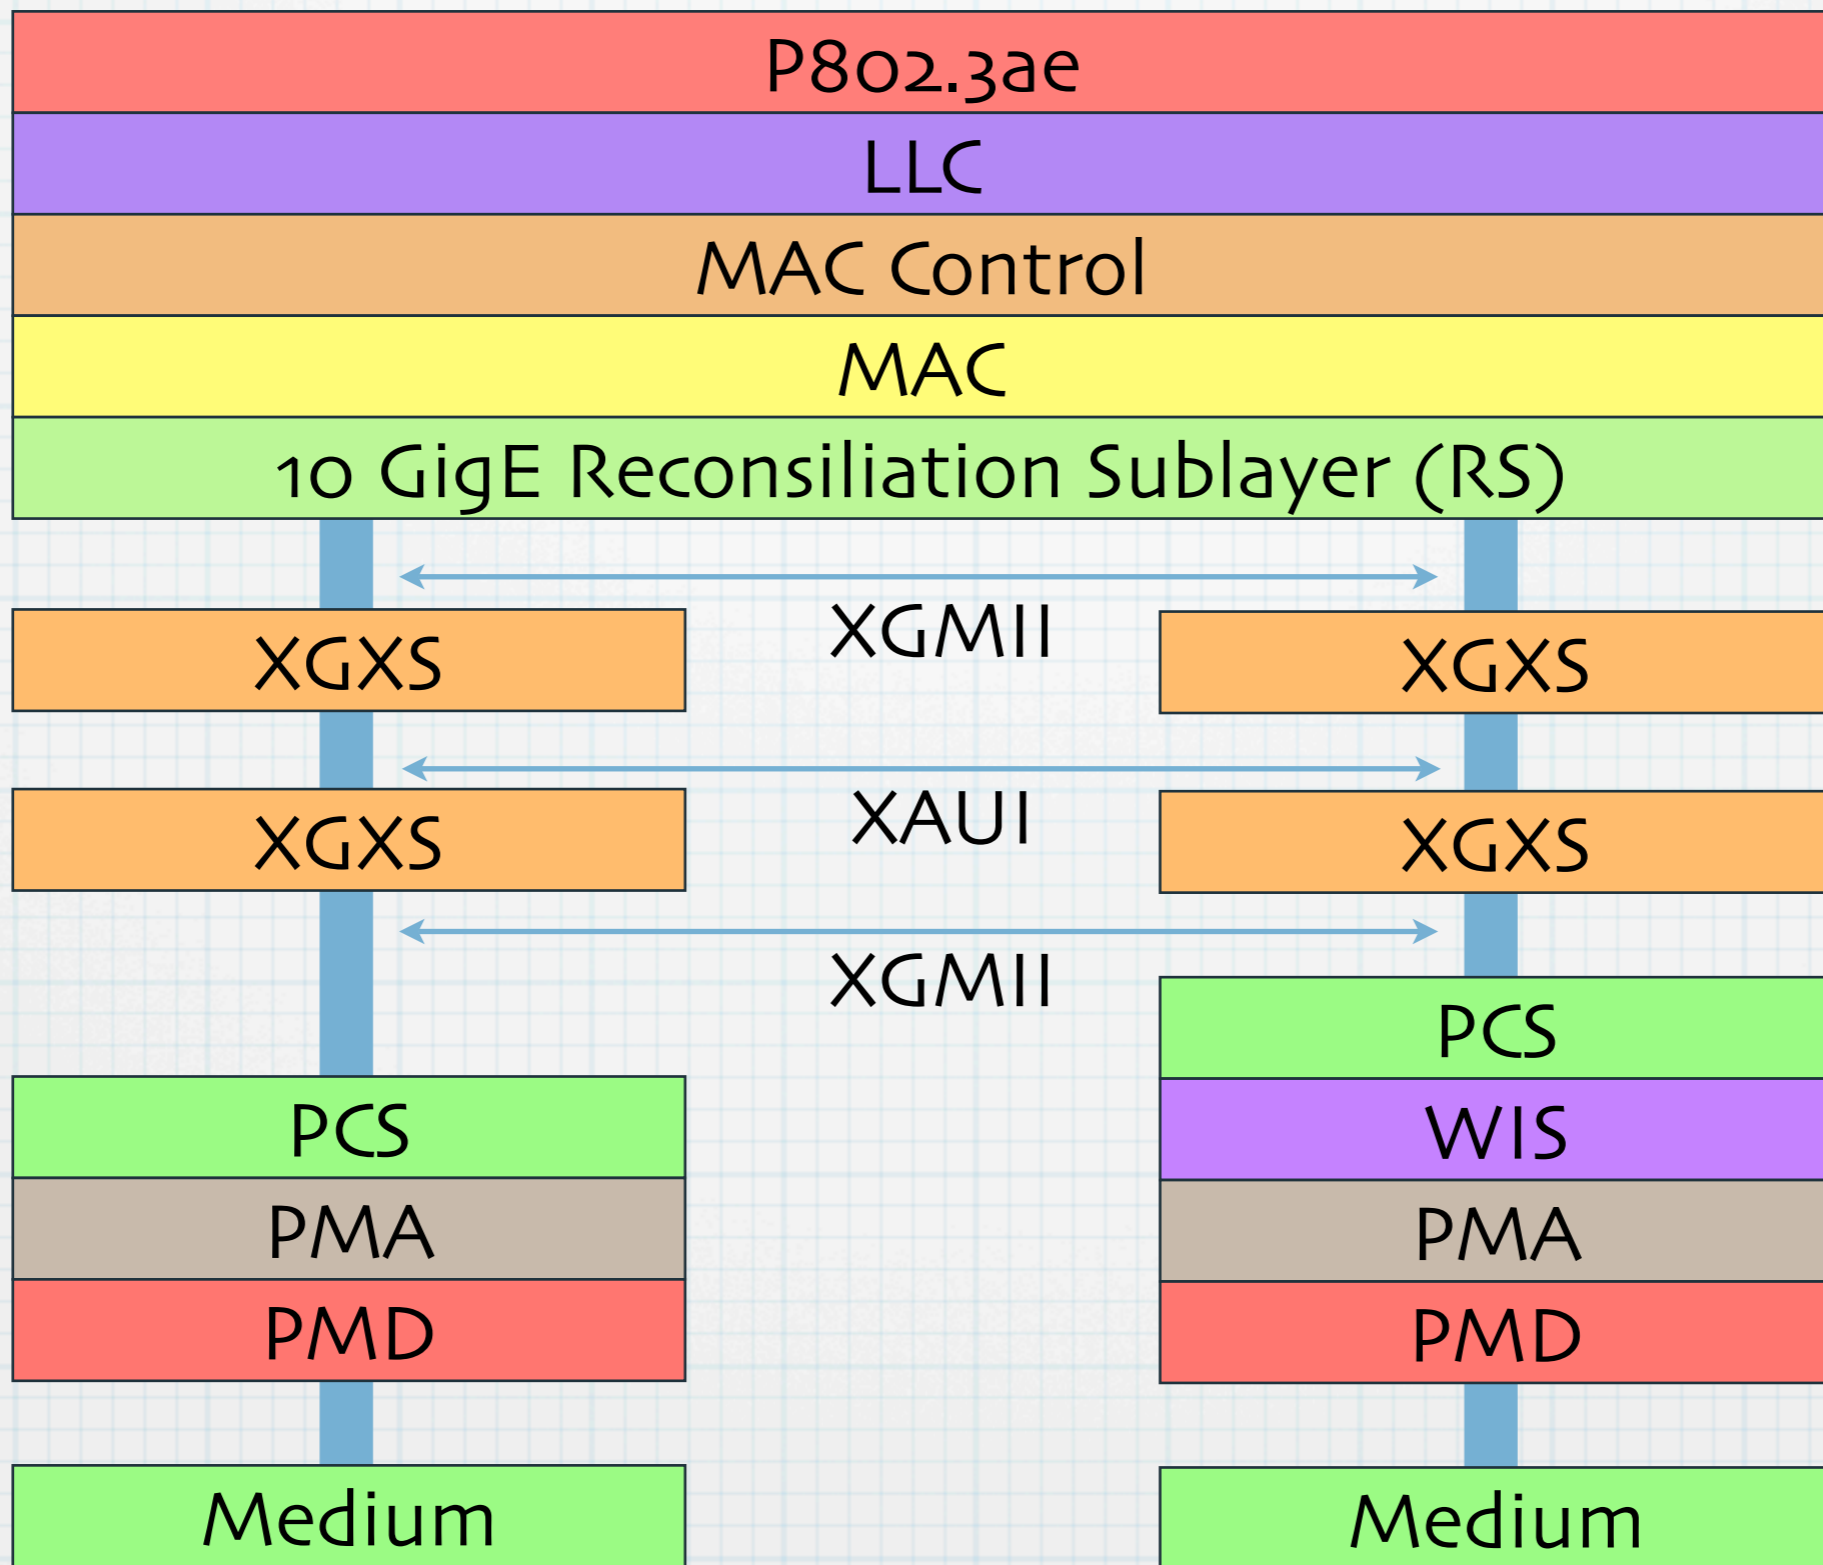 P802.3ae
LLC
MAC Control
MAC
10 GigE Reconsiliation Sublayer (RS)
XGMII
XGXS
XGXS
XAUI
XGXS
XGXS
XGMII
PCS
PCS
WIS
PMA
PMA
PMD
PMD
Medium
Medium